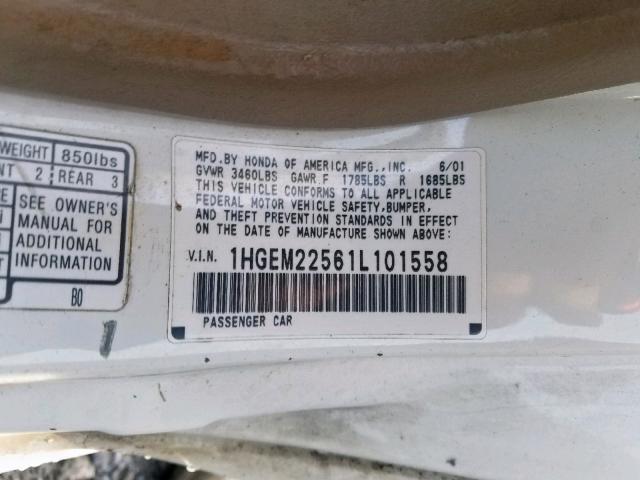 WEIGHT 850lbs
NT 2 REAR 3
SEE OWNER'S
MANUAL FOR
ADDITIONAL
INFORMATION
BO
MFD.BY HONDA OF AMERICA MFG.,INC. 6/01
GVWR 3460LBS GAWR.F 1785LBS R 1685LBS
THIS VEHICLE CONFORMS TO ALL APPLICABLE
FEDERAL MOTOR VEHICLE SAFETY,BUMPER,
AND THEFT PREVENTION STANDARDS IN EFFECT
ON THE DATE OF MANUFACTURE SHOWN ABOVE:
V.I.N. 1HGEM22561L101558
PASSENGER CAR